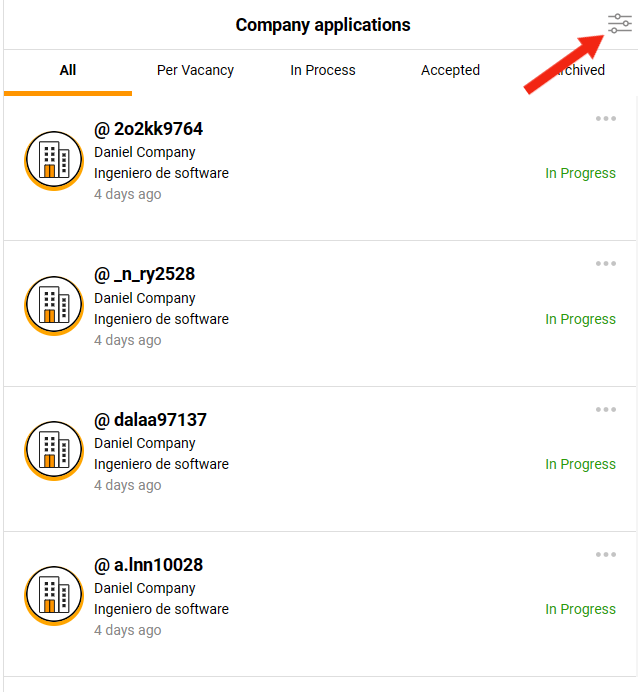 Company applications
All Per Vacancy In Process Accepted chived
@ 2o2kk9764
Daniel Company
Ingeniero de software
In Progress
4 days ago
@ _n_ry2528
Daniel Company
Ingeniero de software
In Progress
4 days ago
@ dalaa97137
Daniel Company
Ingeniero de software
In Progress
4 days ago
@ a.lnn10028
Daniel Company
Ingeniero de software
In Progress
4 days ago